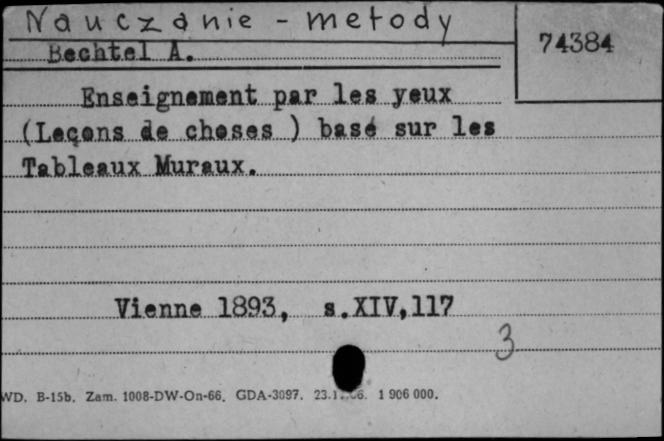 Nauczanie - metody
Bechtel A.
74384
Enseignement par les yeux
(Leçons de choses ) basé sur les
Tableaux Muraux.
Vienne 1893, s.XIV,117
3
WD. B-15b. Zam. 1008-DW-On-66. GDA-3097. 1 906 000.